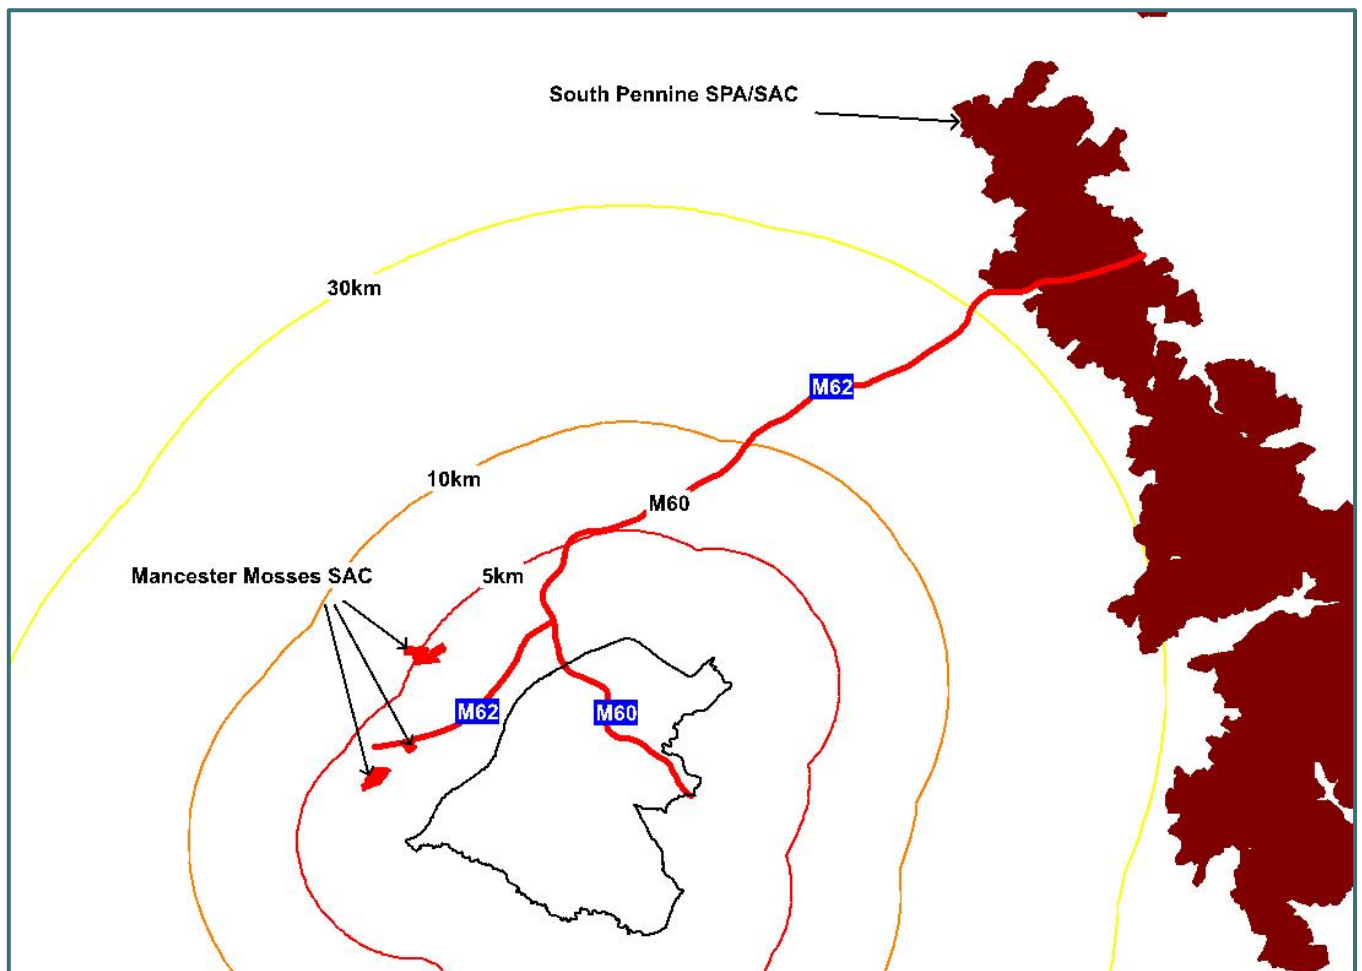 South Pennine SPA/SAC
30km
M62
10km
M60
Mancester Mosses SAC
5km
M62
M60